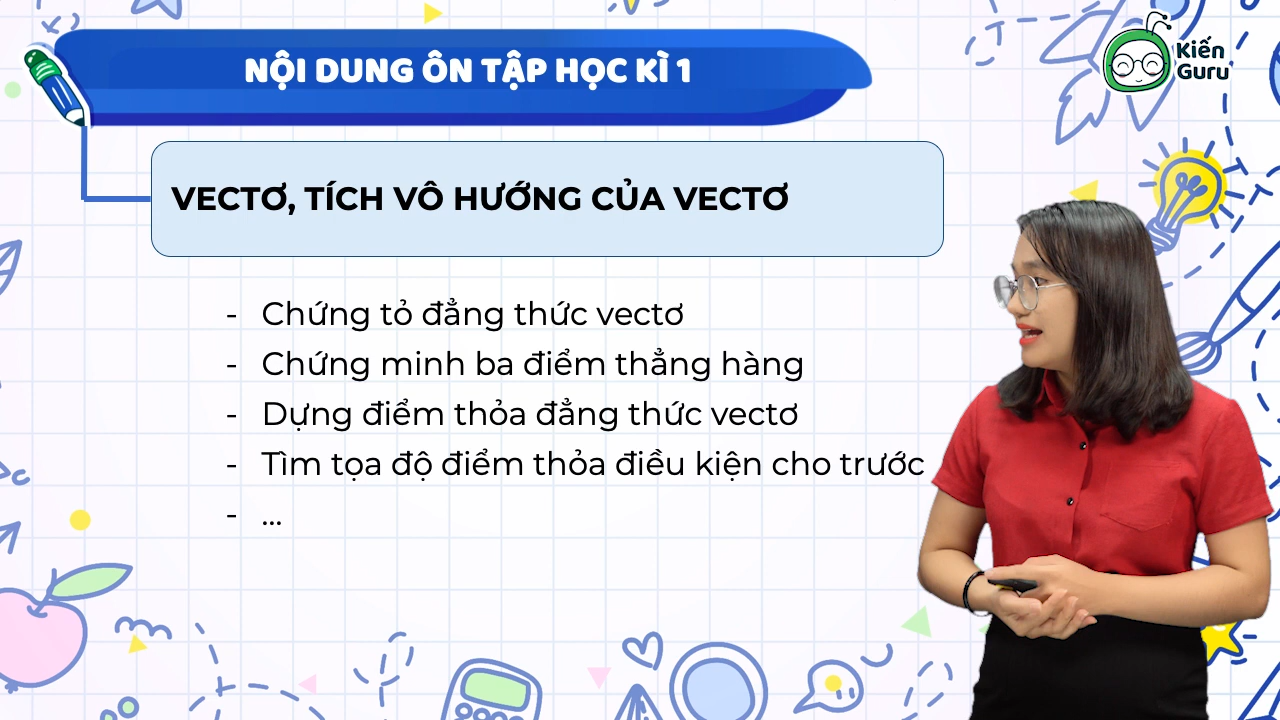 NỘI DUNG ÔN TẬP HỌC KÌ 1
Kiến
Guru
VECTƠ, TÍCH VÔ HƯỚNG CỦA VECTƠ
- Chứng tỏ đẳng thức vectơ
- Chứng minh ba điểm thẳng hàng
- Dựng điểm thỏa đẳng thức vectơ
- Tìm tọa độ điểm thỏa điều kiện cho trước
- ...